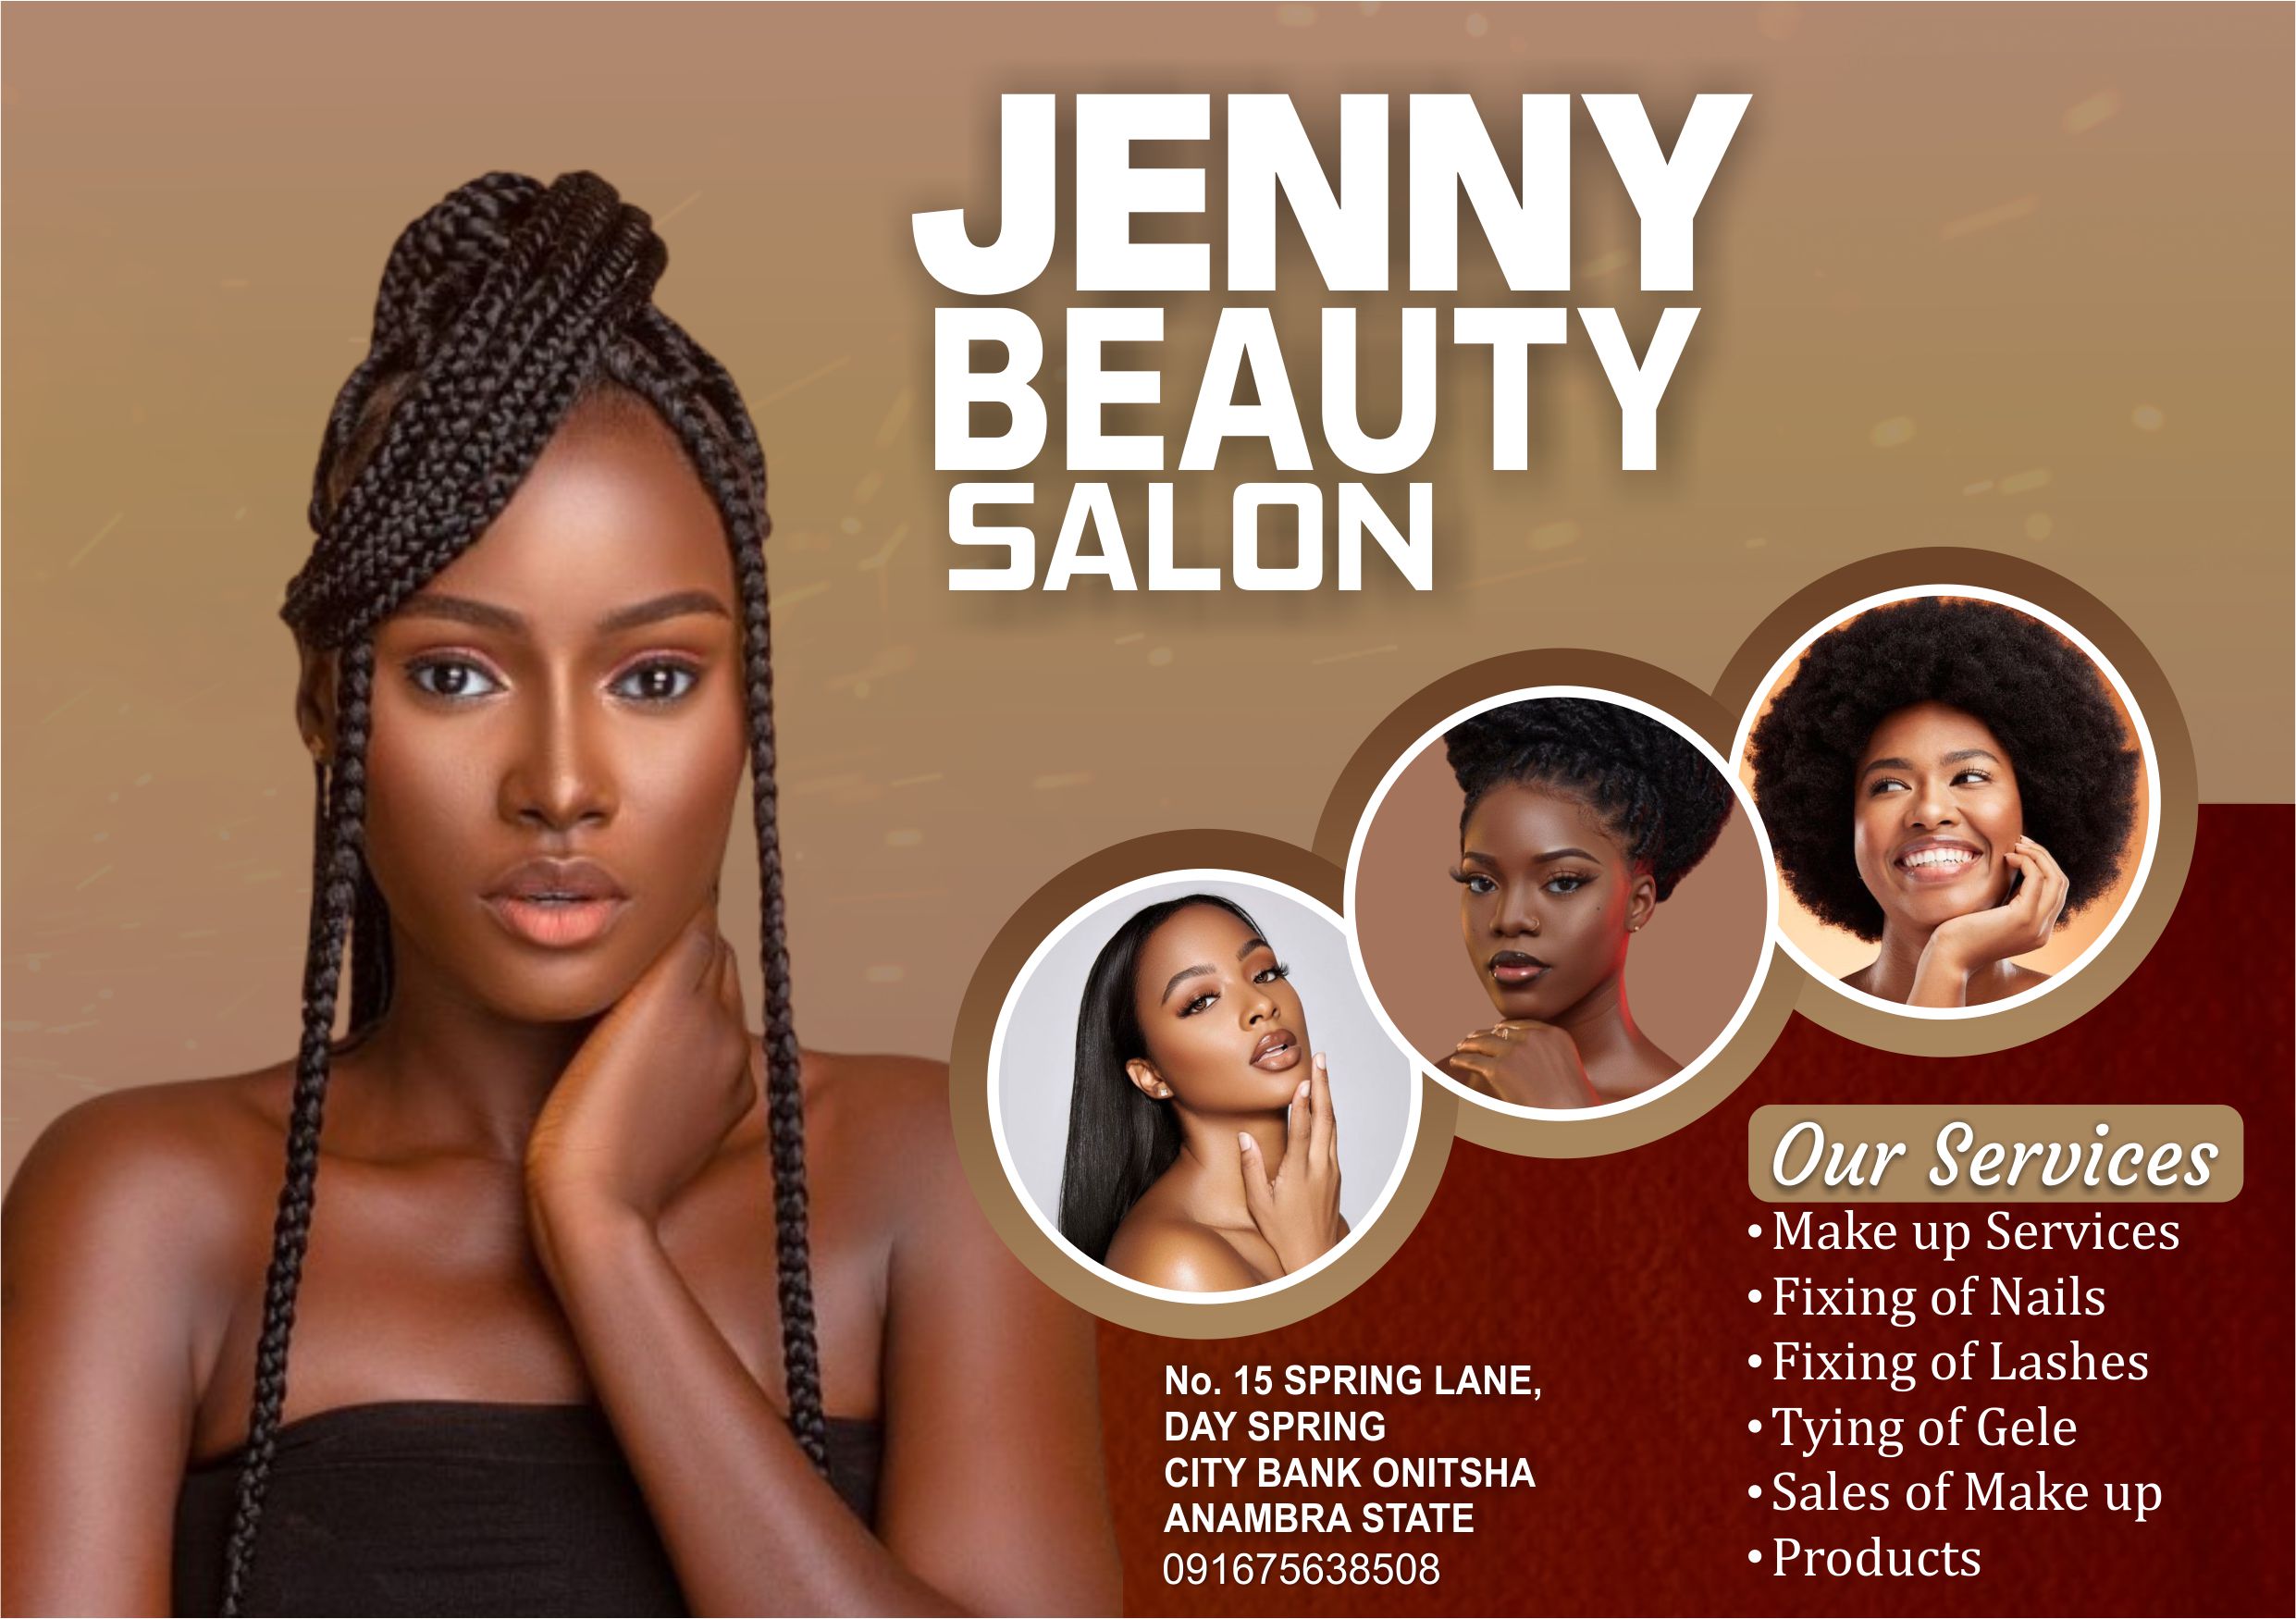 JENNY
BEAUTY
SALON
Our Services
• Make up Services
• Fixing of Nails
• Fixing of Lashes
• Tying of Gele
• Sales of Make up
• Products
No. 15 SPRING LANE,
DAY SPRING
CITY BANK ONITSHA
ANAMBRA STATE
091675638508